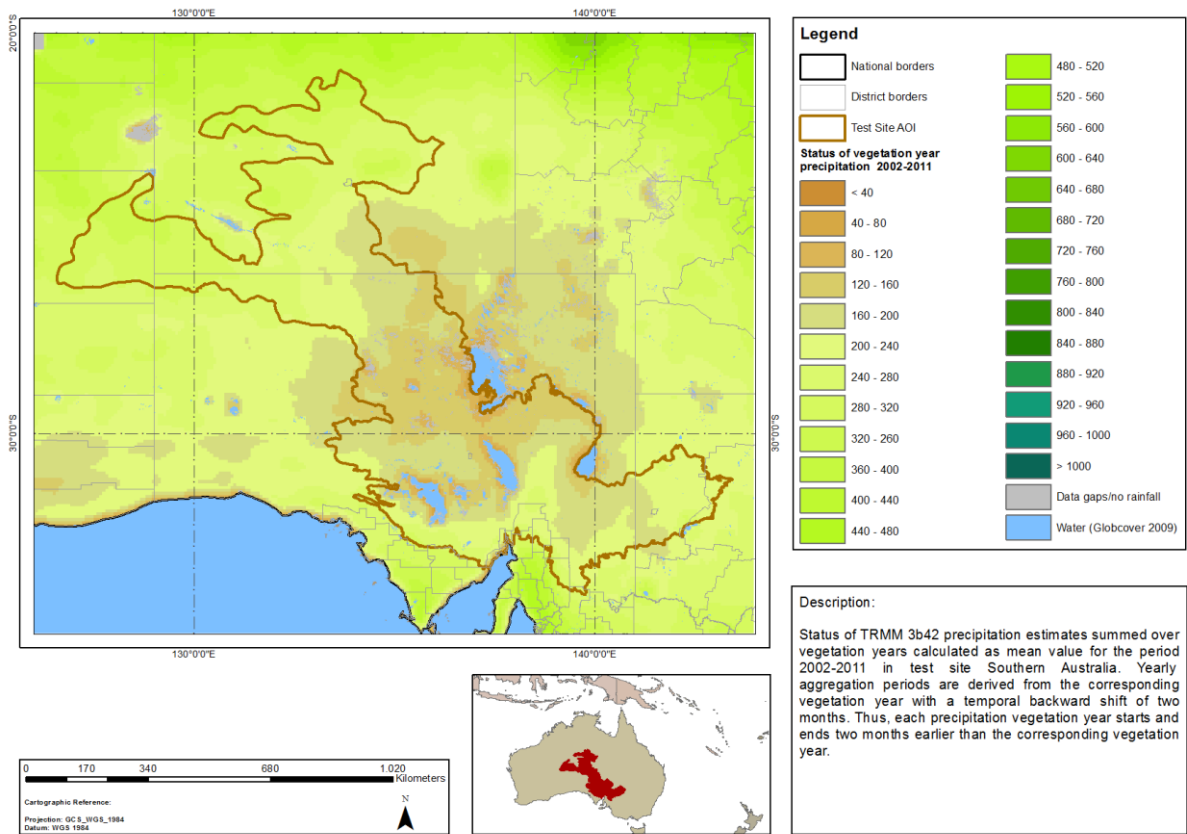 130°0'0"E
140°0'0"E
20°0'0"S
30°0'0"S
30°0'0"S
130°0'0"E
140°0'0"E
Legend
National borders
District borders
Test Site AOI
Status of vegetation year
precipitation 2002-2011
< 40
40 - 80
80 - 120
120 - 160
160 - 200
200 - 240
240 - 280
280 - 320
320 - 260
360 - 400
400 - 440
440 - 480
480 - 520
520 - 560
560 - 600
600 - 640
640 - 680
680 - 720
720 - 760
760 - 800
800 - 840
840 - 880
880 - 920
920 - 960
960 - 1000
> 1000
Data gaps/no rainfall
Water (Globcover 2009)
Description:
Status of TRMM 3b42 precipitation estimates summed over
vegetation years calculated as mean value for the period
2002-2011 in test site Southern Australia. Yearly
aggregation periods are derived from the corresponding
vegetation year with a temporal backward shift of two
months. Thus, each precipitation vegetation year starts and
ends two months earlier than the corresponding vegetation
year.
0 170 340 680 1.020
Kilometers
Cartographic Reference:
Projection: GCS_WGS_1984
Datum: WGS 1984
N